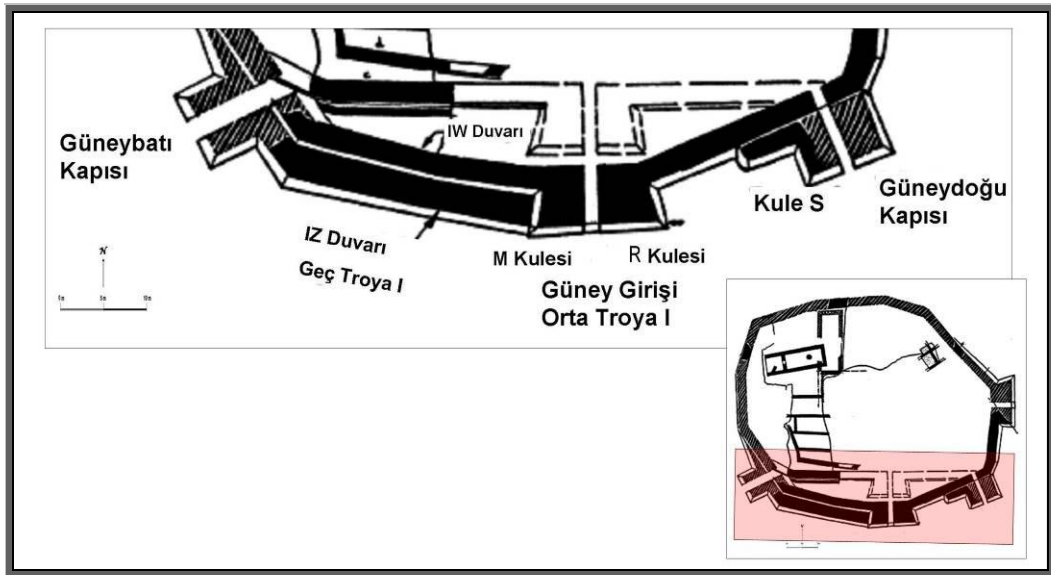 IW Duvarı
Güneybatı
Kapısı
Güneydoğu
Kapısı
Kule S
IZ Duvarı
Geç Troya I
M Kulesi
R Kulesi
Güney Girişi
Orta Troya I
N